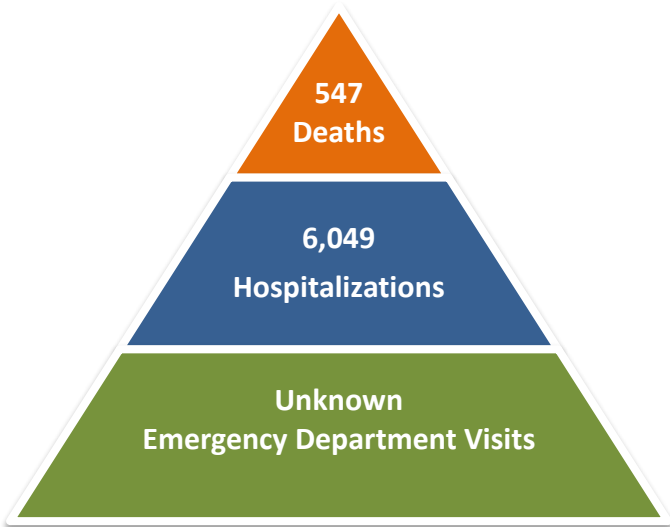 547
Deaths
6,049
Hospitalizations
Unknown
Emergency Department Visits